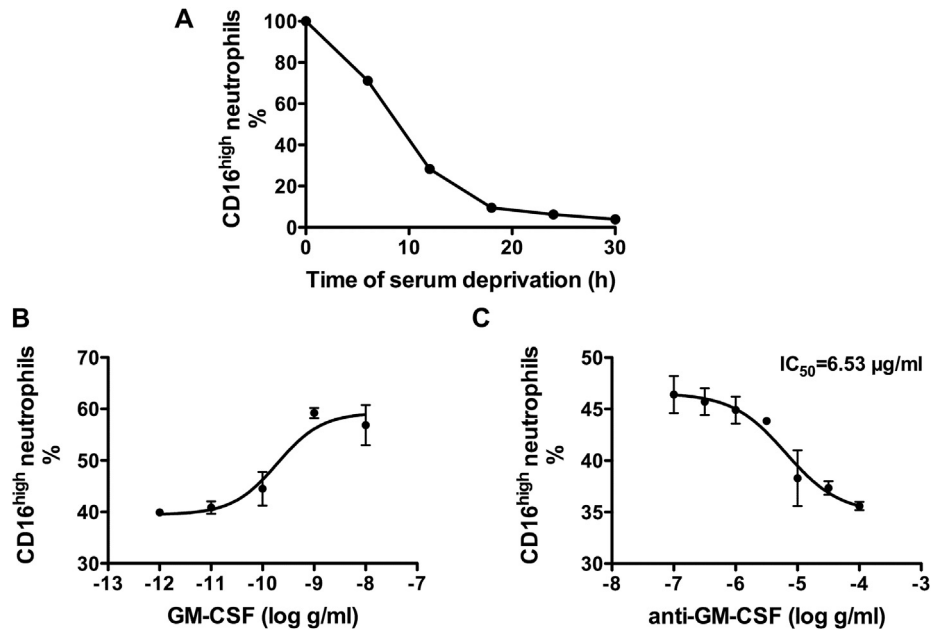 A
CD16high neutrophils
%
100
80
60
40
20
0
0 10 20 30
Time of serum deprivation (h)
B
CD16high neutrophils
%
70
60
50
40
30
-13 -12 -11 -10 -9 -8 -7
GM-CSF (log g/ml)
C
CD16high neutrophils
%
IC50=6.53 µg/ml
50
45
40
35
30
-8 -7 -6 -5 -4 -3
anti-GM-CSF (log g/ml)